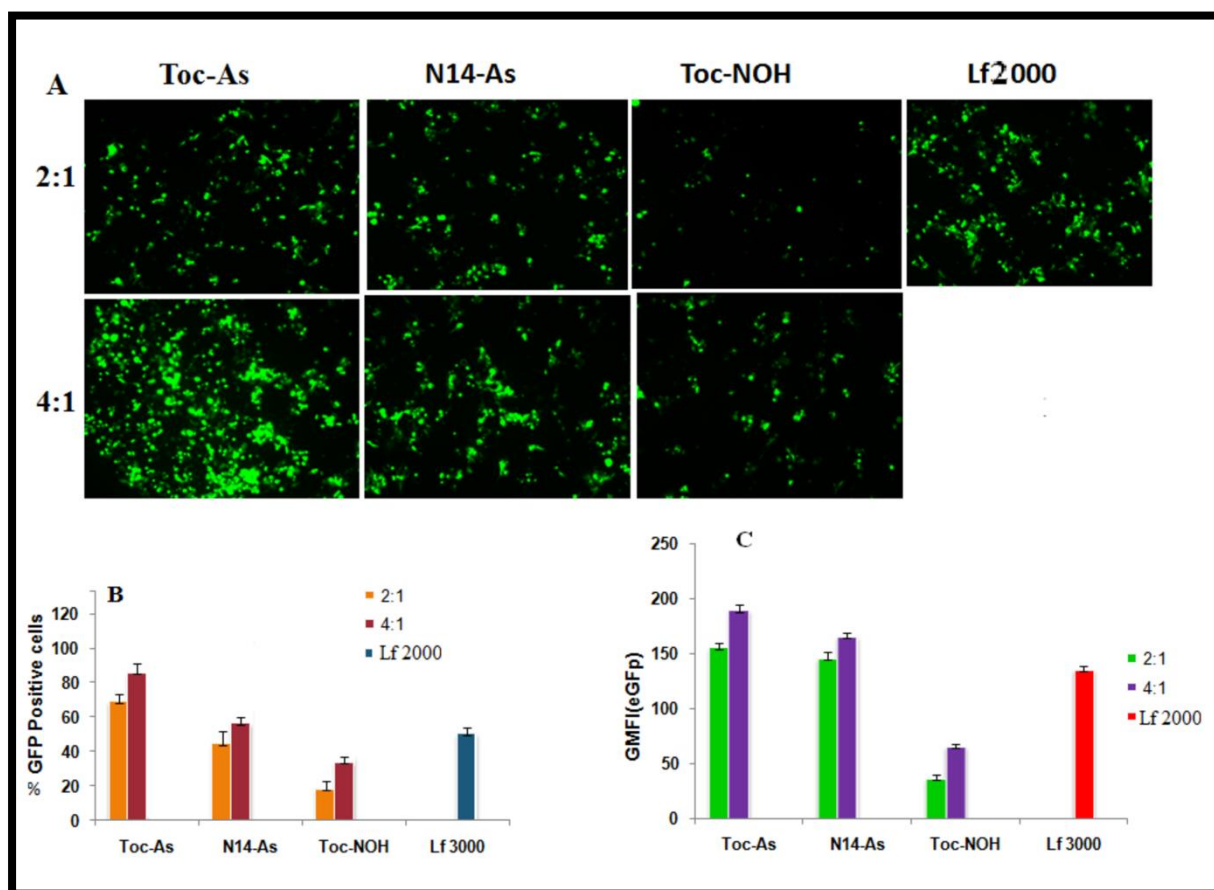 Toc-As N14-As Toc-NOH Lf2000
A
2:1
4:1
B
2:1
4:1
Lf 2000
% GFP Positive cells
120
100
80
60
40
20
0
Toc-As N14-As Toc-NOH Lf 3000
C
2:1
4:1
Lf 2000
GMFI(eGFp)
250
200
150
100
50
0
Toc-As N14-As Toc-NOH Lf 3000